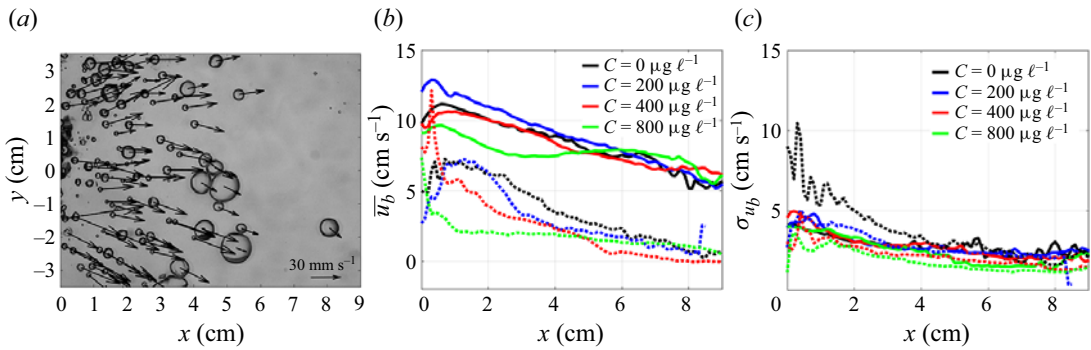 (a)
3
2
1
0
−1
−2
−3
y (cm)
30 mm s⁻¹
0 1 2 3 4 5 6 7 8 9
x (cm)
(b)
15
10
5
0
u̅_b (cm s⁻¹)
C = 0 μg ℓ⁻¹
C = 200 μg ℓ⁻¹
C = 400 μg ℓ⁻¹
C = 800 μg ℓ⁻¹
0 2 4 6 8
x (cm)
(c)
15
10
5
σ_{u_b} (cm s⁻¹)
C = 0 μg ℓ⁻¹
C = 200 μg ℓ⁻¹
C = 400 μg ℓ⁻¹
C = 800 μg ℓ⁻¹
0 2 4 6 8
x (cm)